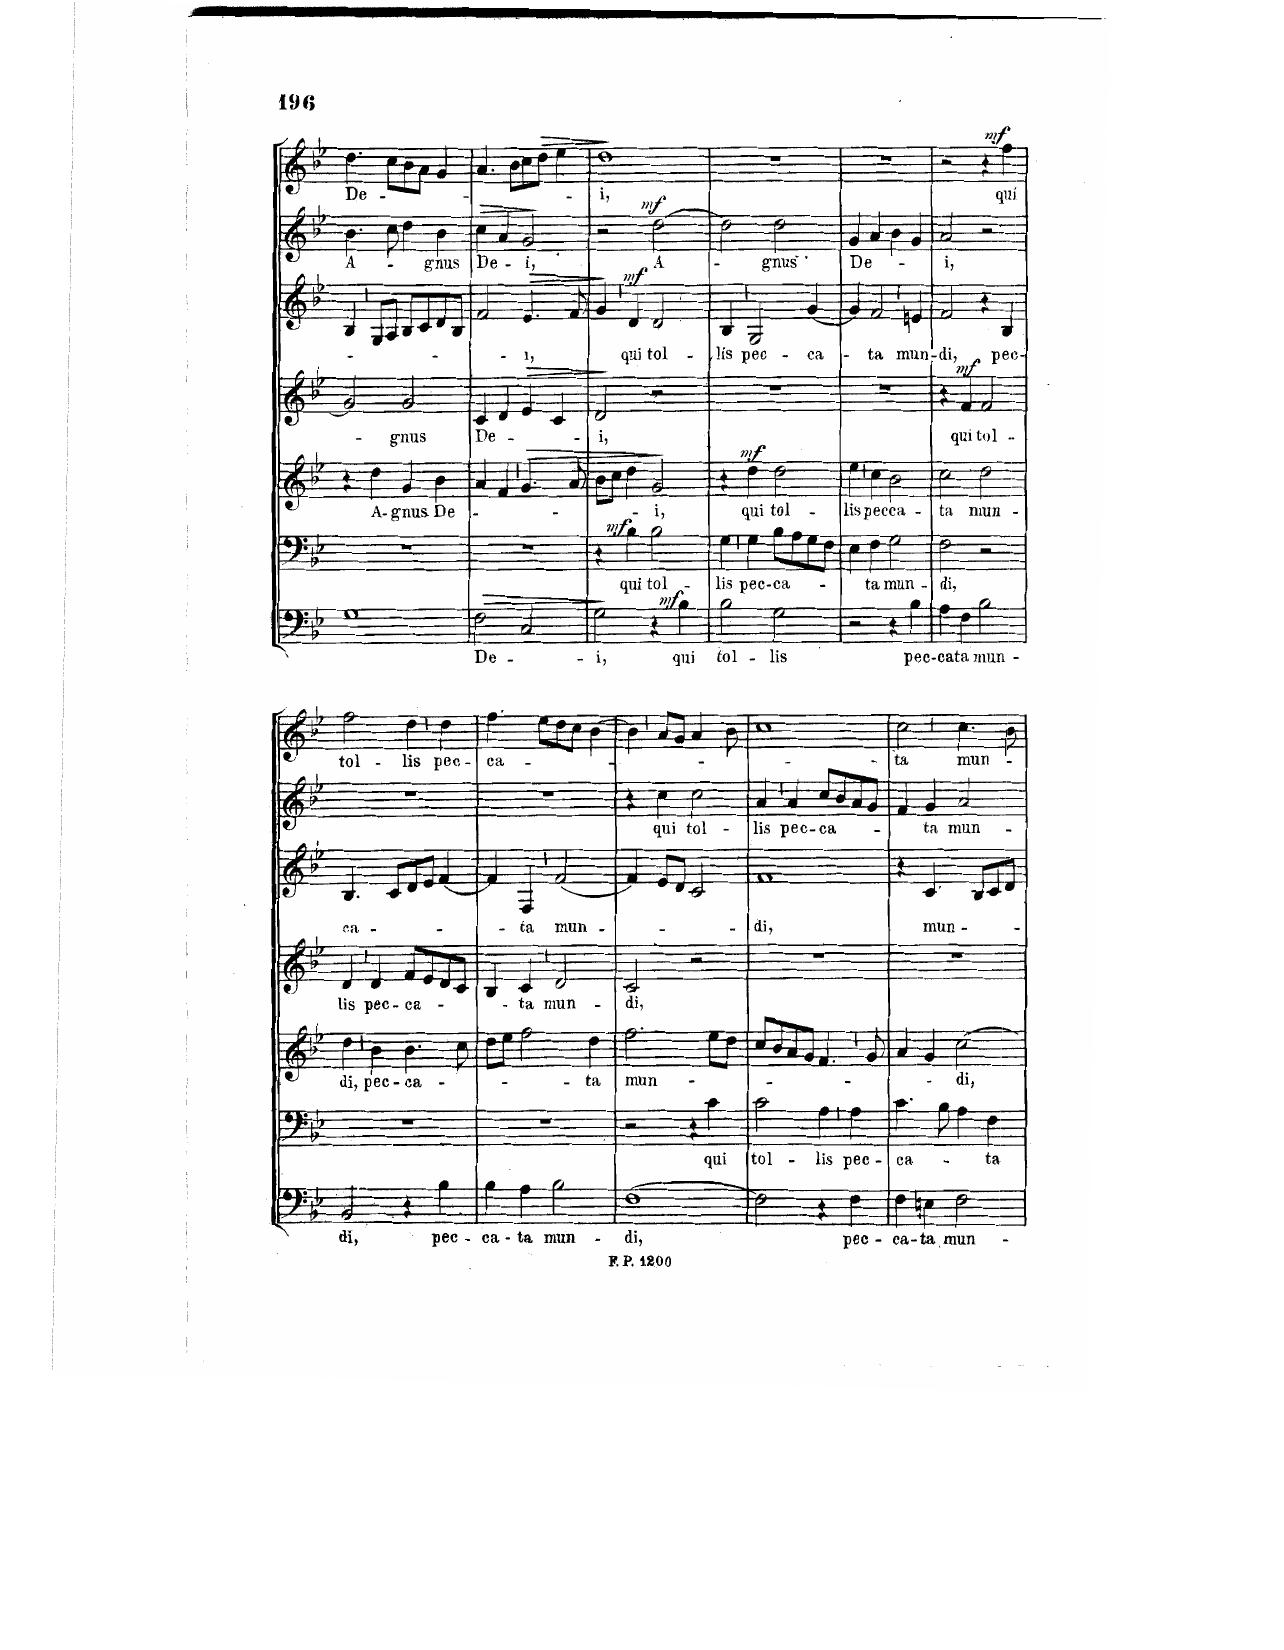 196
mf
De - - - - i, qui
mf
A - gnus De - i, A - gnus De - i,
mf
- - - - i, qui tol - lis pec - ca - ta mun - di, pec -
mf
- gnus De - - i, qui tol -
mf
A - gnus De - - - i, qui tol - lis pecca - ta mun -
mf
qui tol - lis pec - ca - ta mun - di,
mf
De - - i, qui tol - lis pec - cata mun -
tol - lis pec - ca - - - - - ta mun -
qui tol - lis pec - ca - ta mun -
ca - - - ta mun - - - di, mun - -
lis pec - ca - - ta mun - di,
di, pec - ca - - - ta mun - - - - - di,
qui tol - lis pec - ca - ta
di, pec - ca - ta mun - di, pec - ca - ta mun -
F. P. 1200